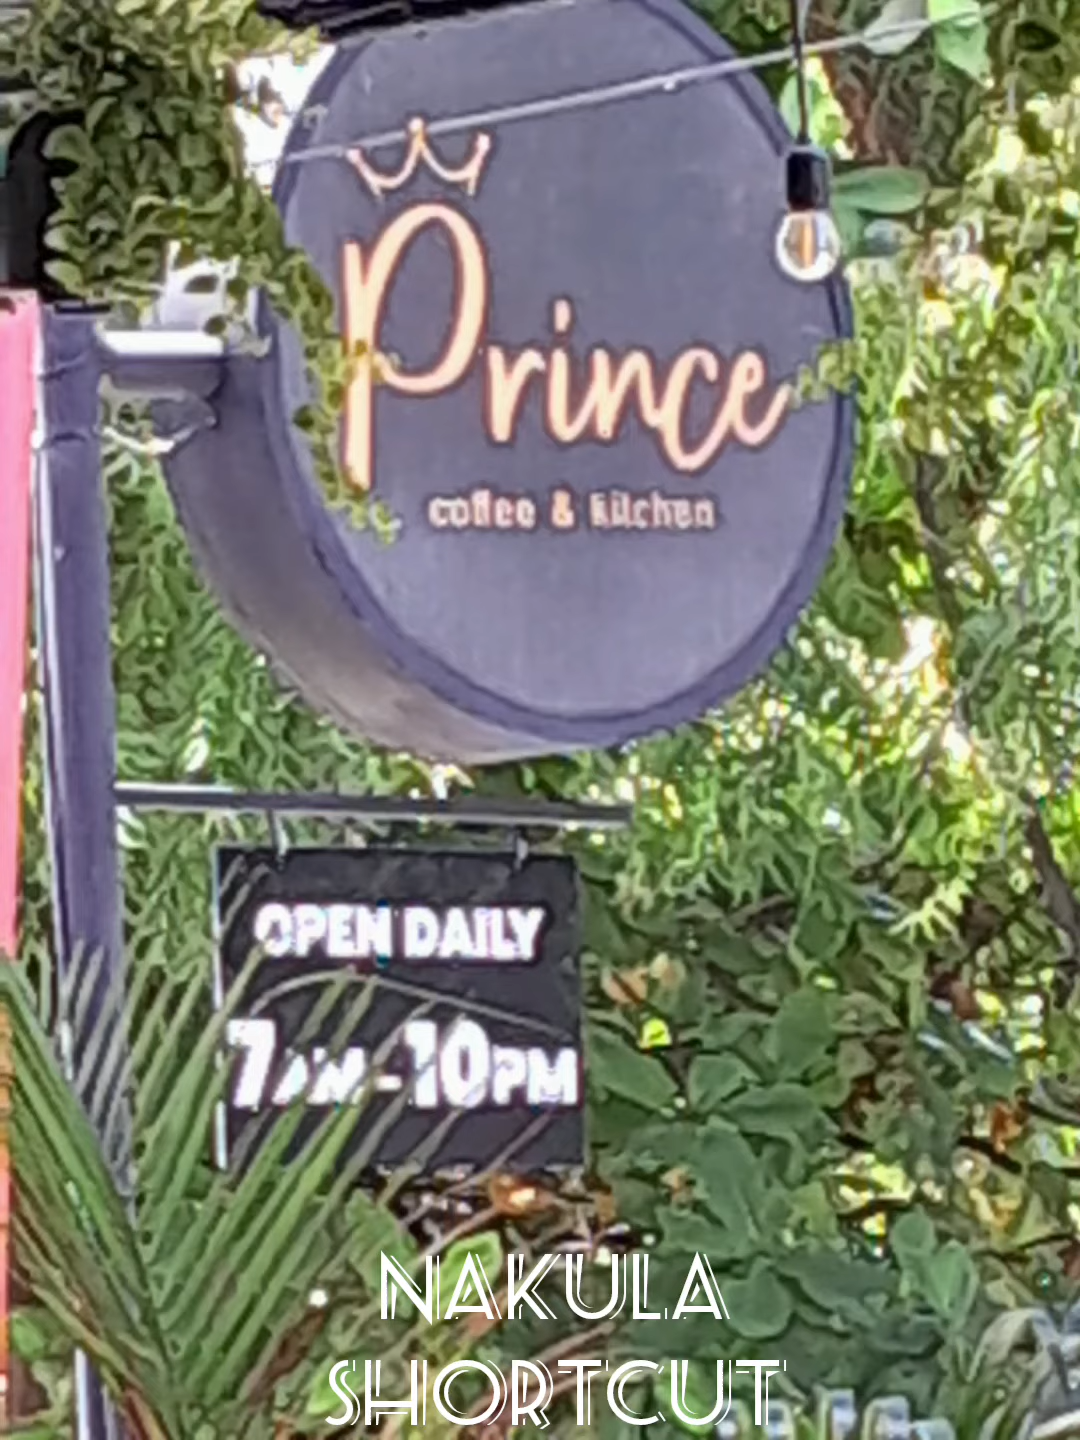 Prince
coffee & kitchen
OPEN DAILY
7AM-10PM
NAKULA
SHORTCUT